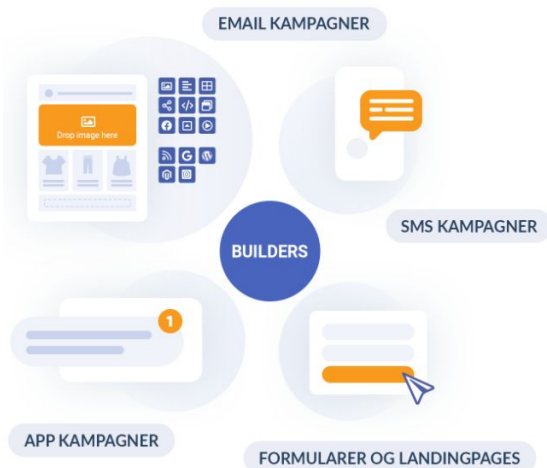 EMAIL KAMPAGNER
Drop image here
SMS KAMPAGNER
BUILDERS
1
APP KAMPAGNER
FORMULARER OG LANDINGPAGES